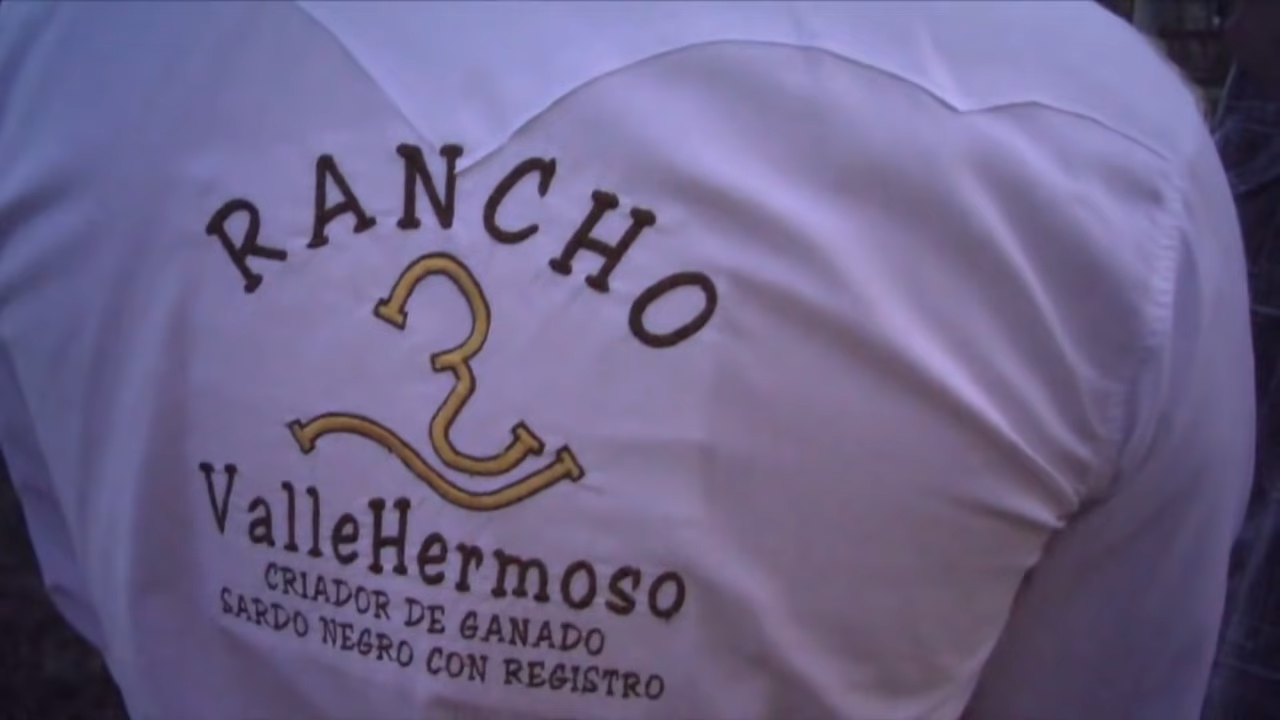 RANCHO
ValleHermoso
CRIADOR DE GANADO
SARDO NEGRO CON REGISTRO